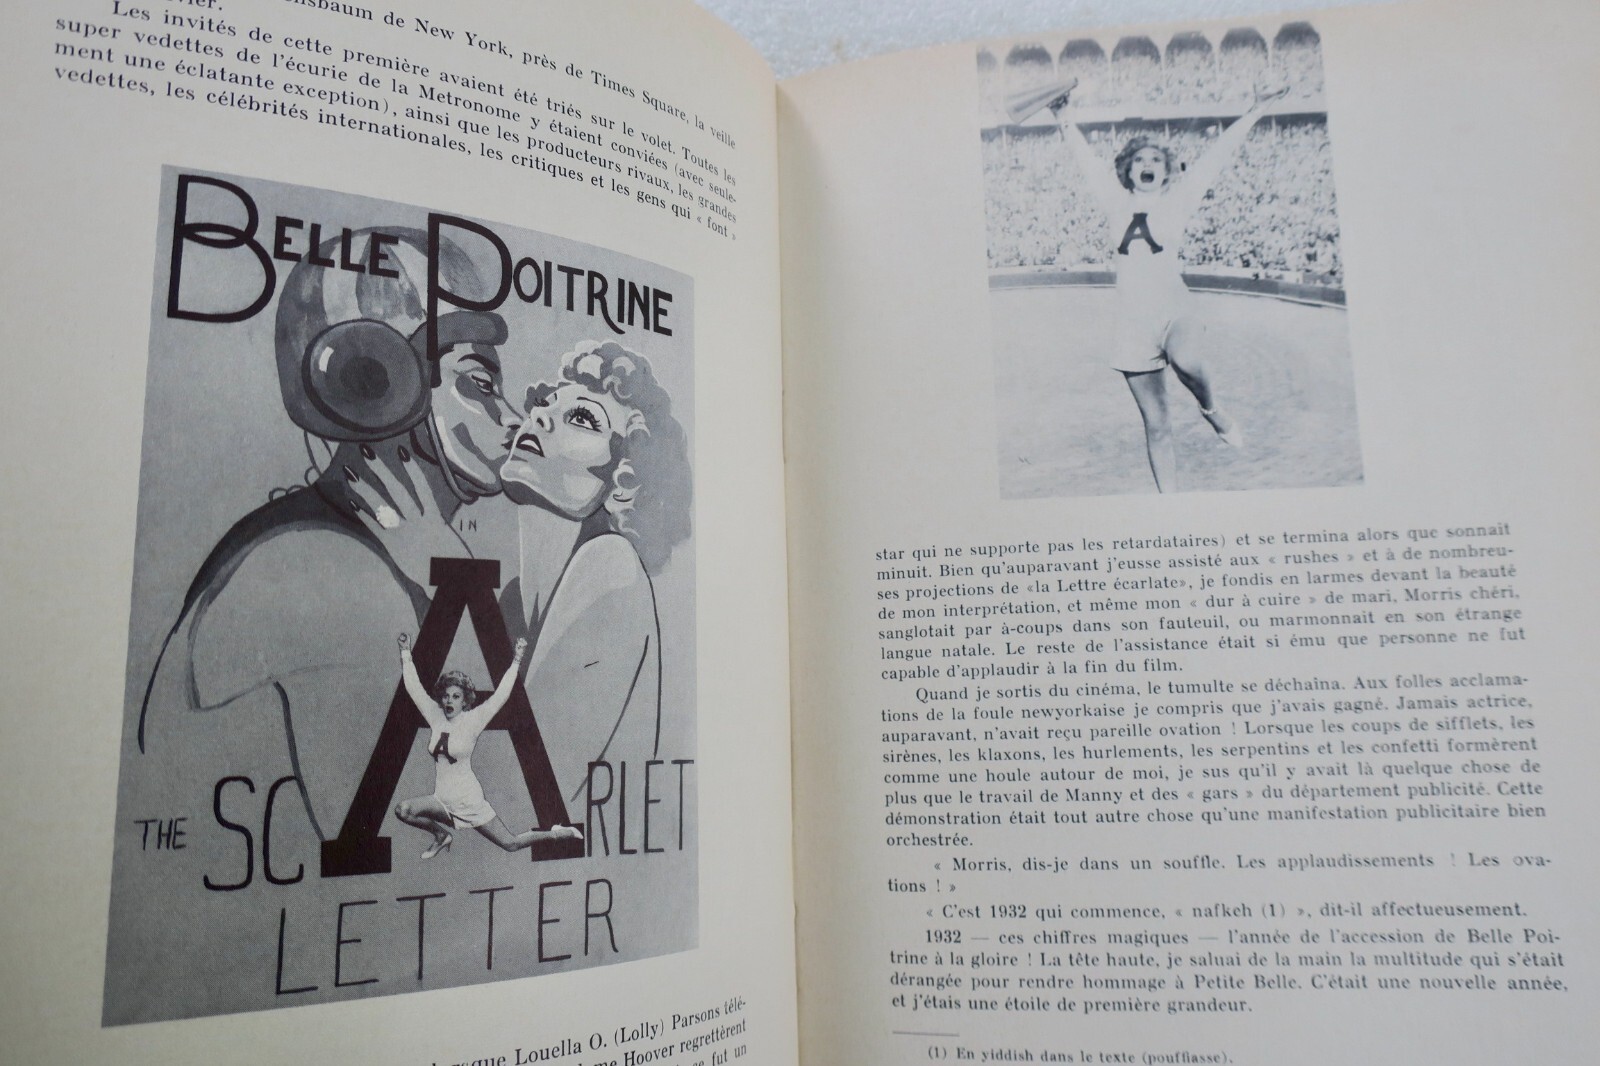 de New York, près de Times Square, la veille
Les invités de cette première avaient été triés sur le volet. Toutes les
super vedettes de l'écurie de la Metronome y étaient conviées (avec seule-
ment une éclatante exception), ainsi que les producteurs rivaux, les grandes
vedettes, les célébrités internationales, les critiques et les gens qui « font »
BELLE POITRINE
IN
A
A
THE SCARLET
LETTER
Louella O. (Lolly) Parsons télé-
Hoover regrettèrent
fut un
A
star qui ne supporte pas les retardataires) et se termina alors que sonnait
minuit. Bien qu'auparavant j'eusse assisté aux « rushes » et à de nombreu-
ses projections de «la Lettre écarlate», je fondis en larmes devant la beauté
de mon interprétation, et même mon « dur à cuire » de mari, Morris chéri,
sanglotait par à-coups dans son fauteuil, ou marmonnait en son étrange
langue natale. Le reste de l'assistance était si ému que personne ne fut
capable d'applaudir à la fin du film.
Quand je sortis du cinéma, le tumulte se déchaîna. Aux folles acclama-
tions de la foule newyorkaise je compris que j'avais gagné. Jamais actrice,
auparavant, n'avait reçu pareille ovation ! Lorsque les coups de sifflets, les
sirènes, les klaxons, les hurlements, les serpentins et les confetti formèrent
comme une houle autour de moi, je sus qu'il y avait là quelque chose de
plus que le travail de Manny et des « gars » du département publicité. Cette
démonstration était tout autre chose qu'une manifestation publicitaire bien
orchestrée.
« Morris, dis-je dans un souffle. Les applaudissements ! Les ova-
tions ! »
« C'est 1932 qui commence, « nafkeh (1) », dit-il affectueusement.
1932 — ces chiffres magiques — l'année de l'accession de Belle Poi-
trine à la gloire ! La tête haute, je saluai de la main la multitude qui s'était
dérangée pour rendre hommage à Petite Belle. C'était une nouvelle année,
et j'étais une étoile de première grandeur.
(1) En yiddish dans le texte (pouffiasse).